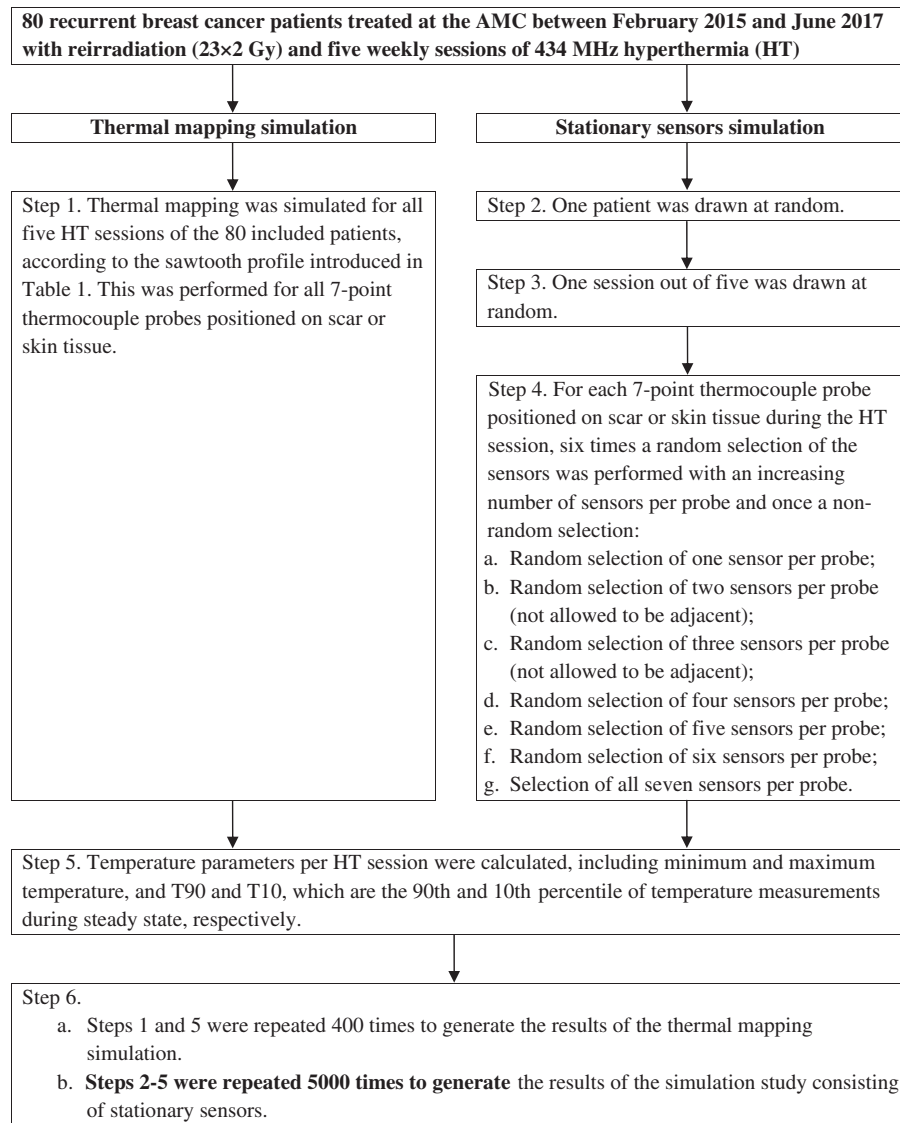 80 recurrent breast cancer patients treated at the AMC between February 2015 and June 2017
with reirradiation (23×2 Gy) and five weekly sessions of 434 MHz hyperthermia (HT)
Thermal mapping simulation
Step 1. Thermal mapping was simulated for all
five HT sessions of the 80 included patients,
according to the sawtooth profile introduced in
Table 1. This was performed for all 7-point
thermocouple probes positioned on scar or
skin tissue.
Stationary sensors simulation
Step 2. One patient was drawn at random.
Step 3. One session out of five was drawn at
random.
Step 4. For each 7-point thermocouple probe
positioned on scar or skin tissue during the HT
session, six times a random selection of the
sensors was performed with an increasing
number of sensors per probe and once a non-
random selection:
a. Random selection of one sensor per probe;
b. Random selection of two sensors per probe
(not allowed to be adjacent);
c. Random selection of three sensors per probe
(not allowed to be adjacent);
d. Random selection of four sensors per probe;
e. Random selection of five sensors per probe;
f. Random selection of six sensors per probe;
g. Selection of all seven sensors per probe.
Step 5. Temperature parameters per HT session were calculated, including minimum and maximum
temperature, and T90 and T10, which are the 90th and 10th percentile of temperature measurements
during steady state, respectively.
Step 6.
a. Steps 1 and 5 were repeated 400 times to generate the results of the thermal mapping
simulation.
b. Steps 2-5 were repeated 5000 times to generate the results of the simulation study consisting
of stationary sensors.